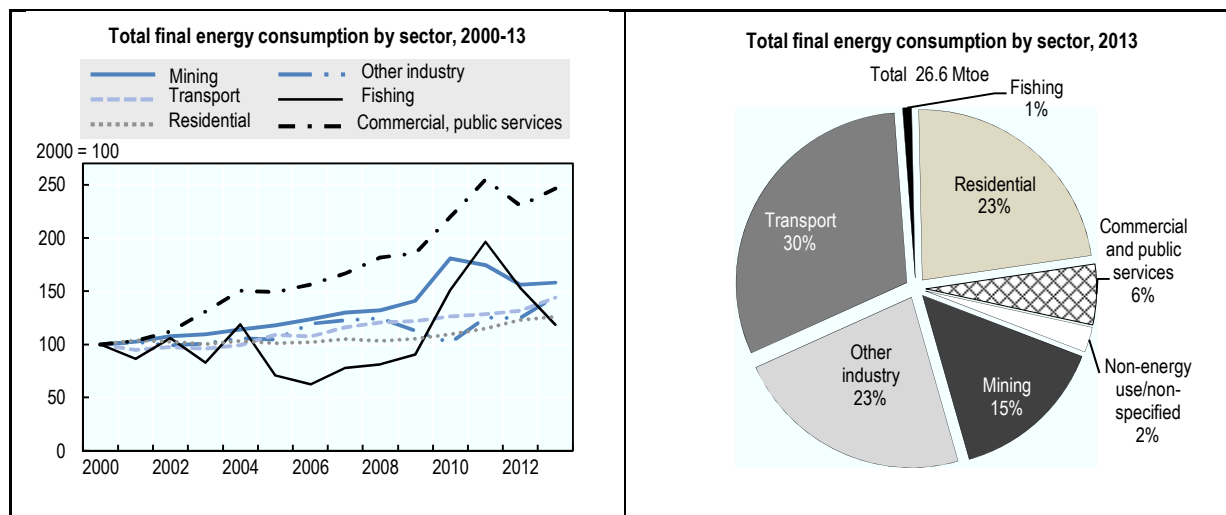 Total final energy consumption by sector, 2000-13
Mining
Other industry
Transport
Fishing
Residential
Commercial, public services
2000 = 100
250
200
150
100
50
0
2000
2002
2004
2006
2008
2010
2012
Total final energy consumption by sector, 2013
Total 26.6 Mtoe
Fishing
1%
Residential
23%
Commercial
and public
services
6%
Non-energy
use/non-
specified
2%
Mining
15%
Other
industry
23%
Transport
30%